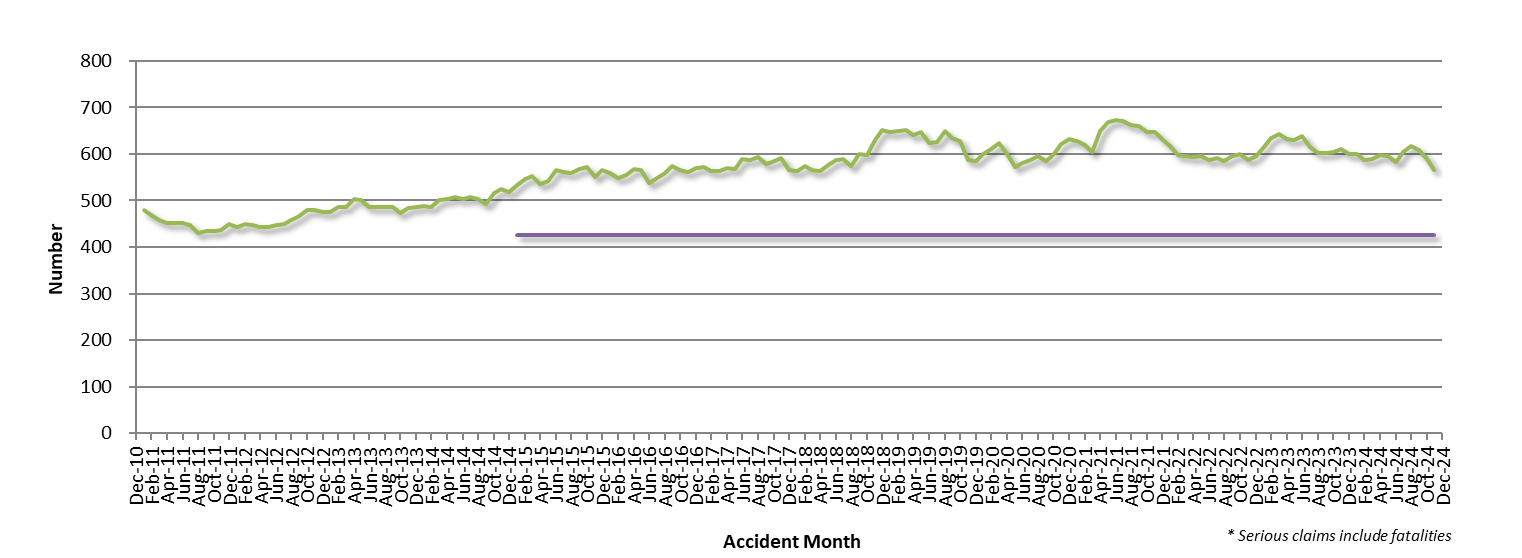 800
700
600
500
400
300
200
100
0
Number
Dec-10
Feb-11
Apr-11
Jun-11
Aug-11
Oct-11
Dec-11
Feb-12
Apr-12
Jun-12
Aug-12
Oct-12
Dec-12
Feb-13
Apr-13
Jun-13
Aug-13
Oct-13
Dec-13
Feb-14
Apr-14
Jun-14
Aug-14
Oct-14
Dec-14
Feb-15
Apr-15
Jun-15
Aug-15
Oct-15
Dec-15
Feb-16
Apr-16
Jun-16
Aug-16
Oct-16
Dec-16
Feb-17
Apr-17
Jun-17
Aug-17
Oct-17
Dec-17
Feb-18
Apr-18
Jun-18
Aug-18
Oct-18
Dec-18
Feb-19
Apr-19
Jun-19
Aug-19
Oct-19
Dec-19
Feb-20
Apr-20
Jun-20
Aug-20
Oct-20
Dec-20
Feb-21
Apr-21
Jun-21
Aug-21
Oct-21
Dec-21
Feb-22
Apr-22
Jun-22
Aug-22
Oct-22
Dec-22
Feb-23
Apr-23
Jun-23
Aug-23
Oct-23
Dec-23
Feb-24
Apr-24
Jun-24
Aug-24
Oct-24
Dec-24
Accident Month
* Serious claims include fatalities